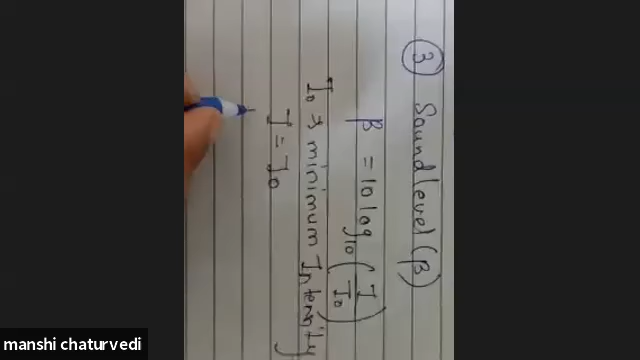 ③ Sound level (β)
β = 10 log₁₀ (I/I₀)
I₀ → minimum Intensity
I = I₀
manshi chaturvedi